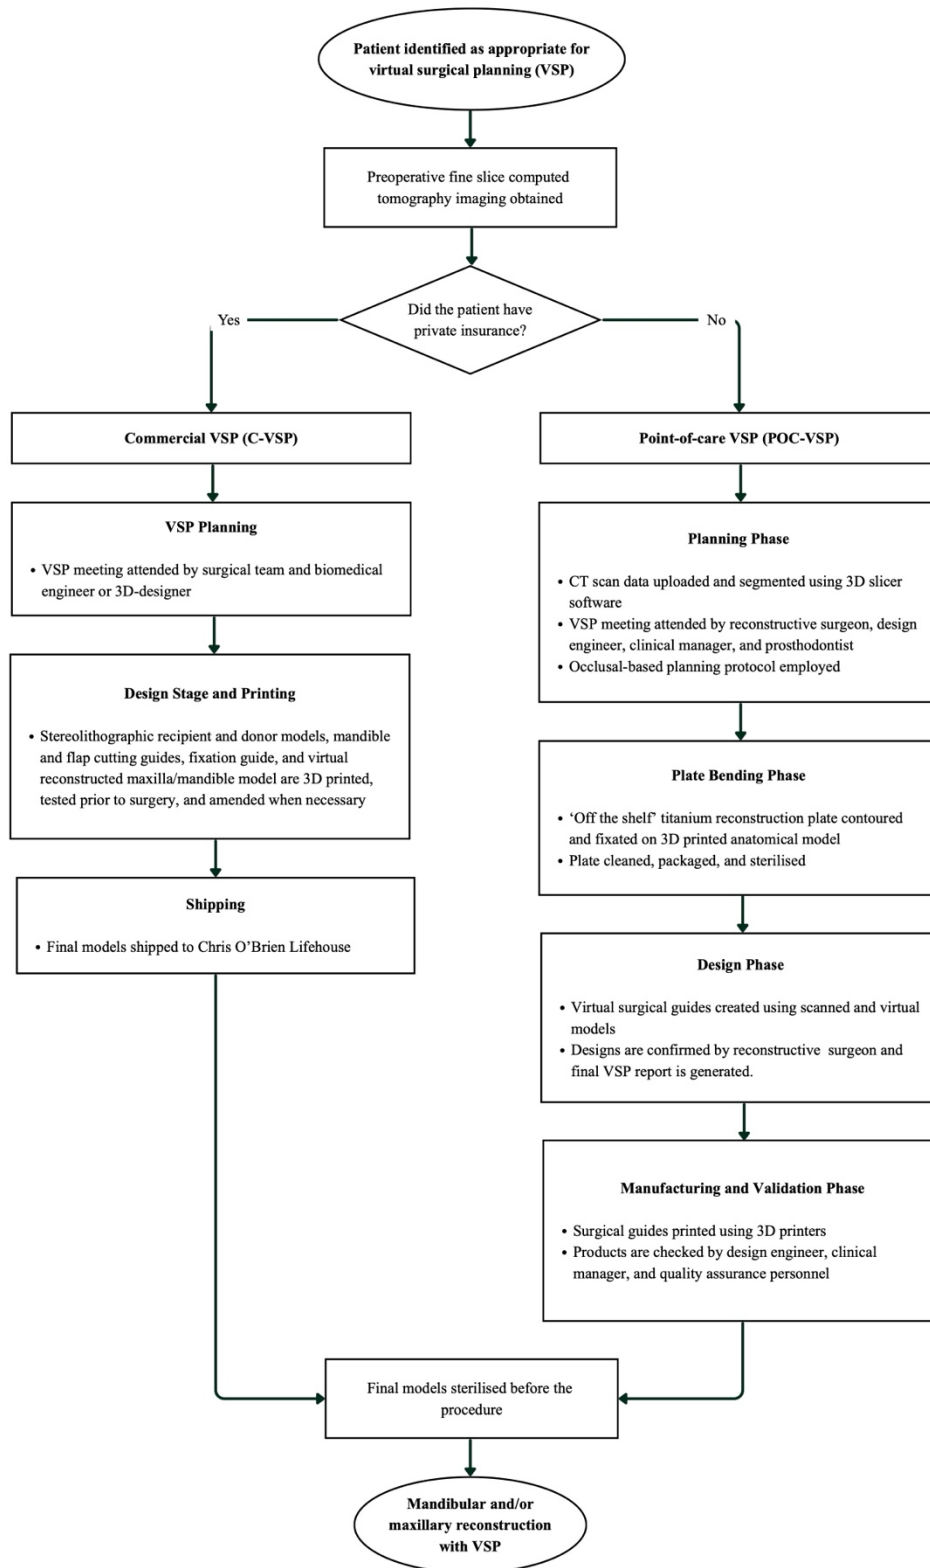 Patient identified as appropriate for
virtual surgical planning (VSP)
Preoperative fine slice computed
tomography imaging obtained
Did the patient have
private insurance?
Yes
No
Commercial VSP (C-VSP)
VSP Planning
• VSP meeting attended by surgical team and biomedical
engineer or 3D-designer
Design Stage and Printing
• Stereolithographic recipient and donor models, mandible
and flap cutting guides, fixation guide, and virtual
reconstructed maxilla/mandible model are 3D printed,
tested prior to surgery, and amended when necessary
Shipping
• Final models shipped to Chris O’Brien Lifehouse
Point-of-care VSP (POC-VSP)
Planning Phase
• CT scan data uploaded and segmented using 3D slicer
software
• VSP meeting attended by reconstructive surgeon, design
engineer, clinical manager, and prosthodontist
• Occlusal-based planning protocol employed
Plate Bending Phase
• ‘Off the shelf’ titanium reconstruction plate contoured
and fixated on 3D printed anatomical model
• Plate cleaned, packaged, and sterilised
Design Phase
• Virtual surgical guides created using scanned and virtual
models
• Designs are confirmed by reconstructive surgeon and
final VSP report is generated.
Manufacturing and Validation Phase
• Surgical guides printed using 3D printers
• Products are checked by design engineer, clinical
manager, and quality assurance personnel
Final models sterilised before the
procedure
Mandibular and/or
maxillary reconstruction
with VSP